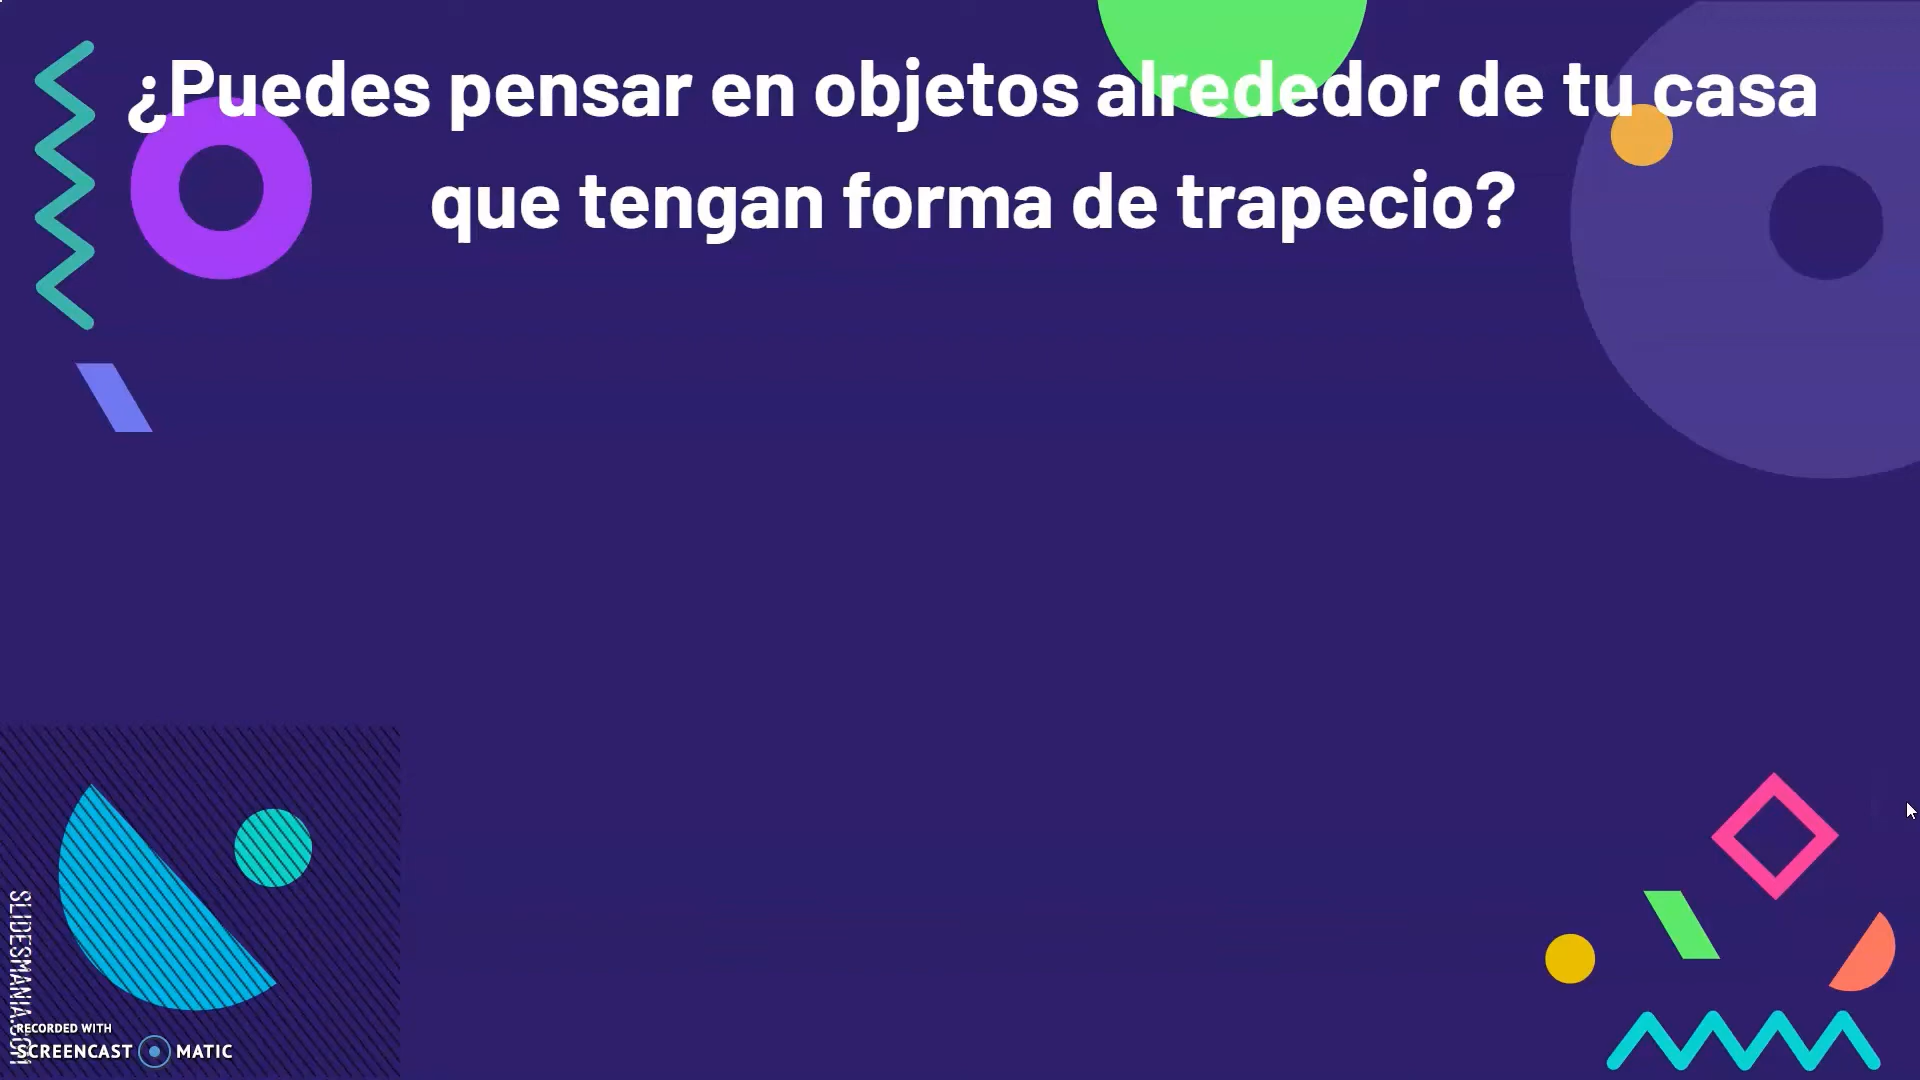 ¿Puedes pensar en objetos alrededor de tu casa
que tengan forma de trapecio?
SLIDESMANIA.COM
RECORDED WITH
SCREENCAST MATIC